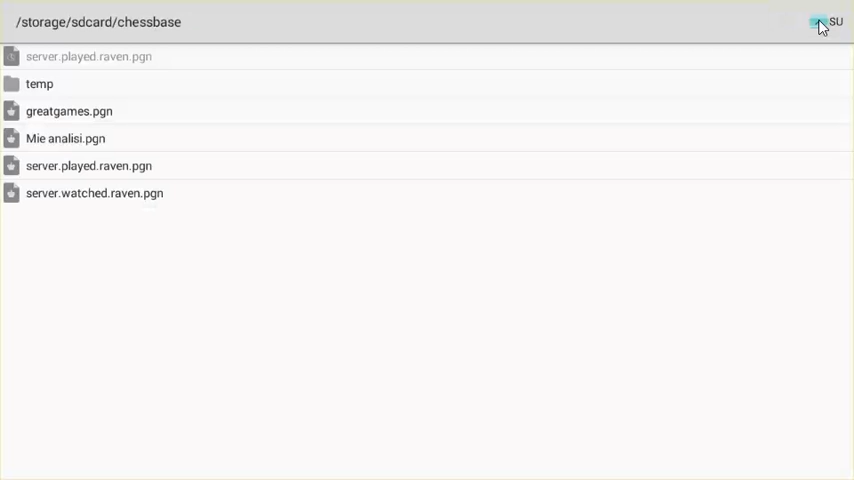 /storage/sdcard/chessbase
SU
server.played.raven.pgn
temp
greatgames.pgn
Mie analisi.pgn
server.played.raven.pgn
server.watched.raven.pgn